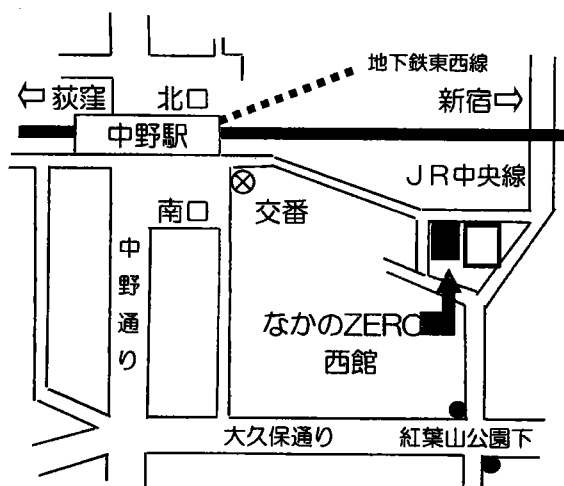 地下鉄東西線
荻窪
北口
新宿
中野駅
JR中央線
南口
交番
中野通り
なかのZERO
西館
大久保通り
紅葉山公園下